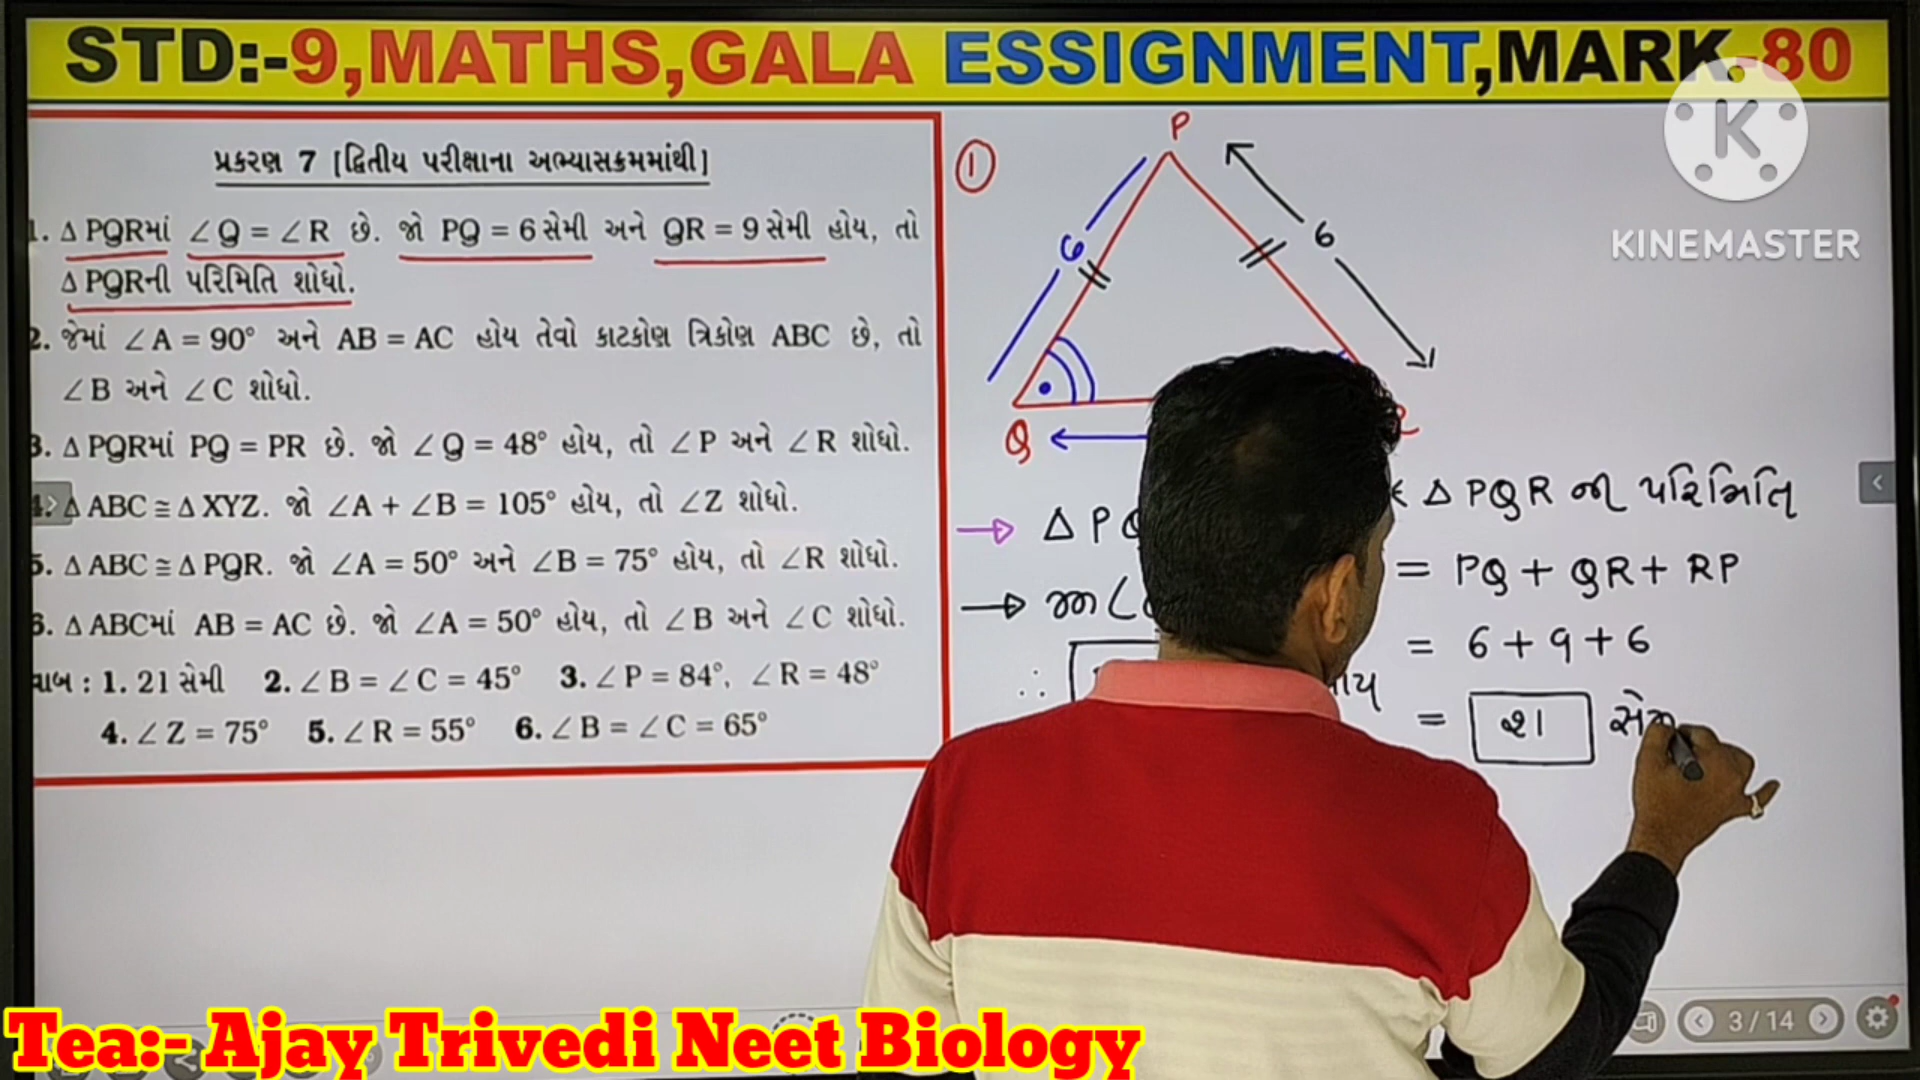 STD:-9,MATHS,GALA ESSIGNMENT,MARK-80
K
KINEMASTER
પ્રકરણ 7 [દ્વિતીય પરીક્ષાના અભ્યાસક્રમમાંથી]
1. Δ PQRમાં ∠Q = ∠R છે. જો PQ = 6 સેમી અને QR = 9 સેમી હોય, તો
Δ PQRની પરિમિતિ શોધો.
2. જેમાં ∠A = 90° અને AB = AC હોય તેવો કાટકોણ ત્રિકોણ ABC છે, તો
∠B અને ∠C શોધો.
3. Δ PQRમાં PQ = PR છે. જો ∠Q = 48° હોય, તો ∠P અને ∠R શોધો.
4. Δ ABC ≅ Δ XYZ. જો ∠A + ∠B = 105° હોય, તો ∠Z શોધો.
5. Δ ABC ≅ Δ PQR. જો ∠A = 50° અને ∠B = 75° હોય, તો ∠R શોધો.
6. Δ ABCમાં AB = AC છે. જો ∠A = 50° હોય, તો ∠B અને ∠C શોધો.
વાબ : 1. 21 સેમી 2. ∠B = ∠C = 45° 3. ∠P = 84°, ∠R = 48°
4. ∠Z = 75° 5. ∠R = 55° 6. ∠B = ∠C = 65°
①
P
6
6
Q
R
Δ PQ
Δ PQR ની પરિમિતિ
= PQ + QR + RP
= 6 + 9 + 6
= ૨૧
3/14
Tea:- Ajay Trivedi Neet Biology